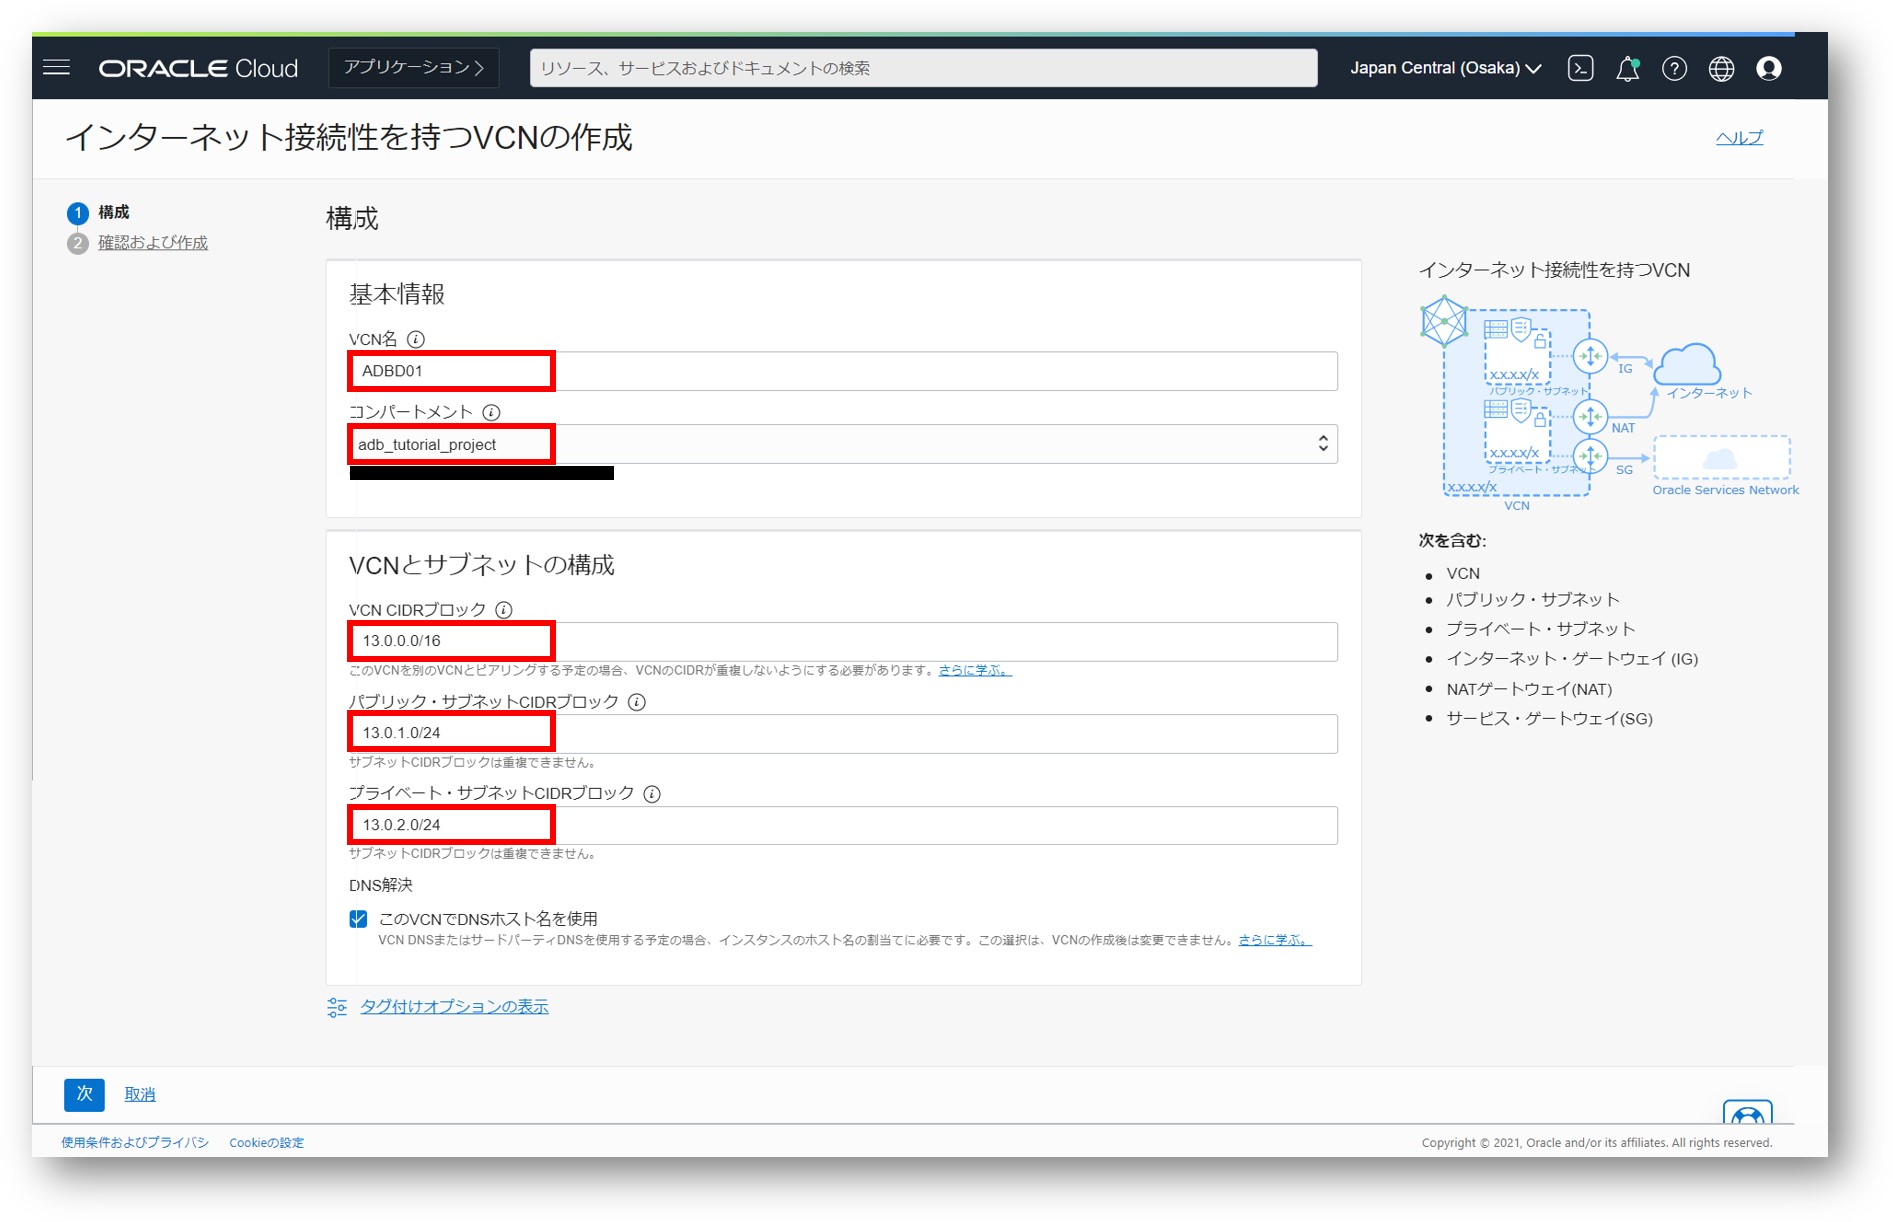 ORACLE Cloud
アプリケーション
リソース、サービスおよびドキュメントの検索
Japan Central (Osaka)
インターネット接続性を持つVCNの作成
ヘルプ
1 構成
2 確認および作成
構成
基本情報
VCN名
ADBD01
コンパートメント
adb_tutorial_project
VCNとサブネットの構成
VCN CIDRブロック
13.0.0.0/16
このVCNを別のVCNとピアリングする予定の場合、VCNのCIDRが重複しないようにする必要があります。さらに学ぶ。
パブリック・サブネットCIDRブロック
13.0.1.0/24
サブネットCIDRブロックは重複できません。
プライベート・サブネットCIDRブロック
13.0.2.0/24
サブネットCIDRブロックは重複できません。
DNS解決
このVCNでDNSホスト名を使用
VCN DNSまたはサードパーティDNSを使用する予定の場合、インスタンスのホスト名の割当てに必要です。この選択は、VCNの作成後は変更できません。さらに学ぶ。
タグ付けオプションの表示
インターネット接続性を持つVCN
x.x.x.x/x
パブリック・サブネット
IG
インターネット
NAT
x.x.x.x/x
プライベート・サブネット
SG
x.x.x.x/x
VCN
Oracle Services Network
次を含む:
VCN
パブリック・サブネット
プライベート・サブネット
インターネット・ゲートウェイ (IG)
NATゲートウェイ(NAT)
サービス・ゲートウェイ(SG)
次
取消
使用条件およびプライバシ
Cookieの設定
Copyright © 2021, Oracle and/or its affiliates. All rights reserved.